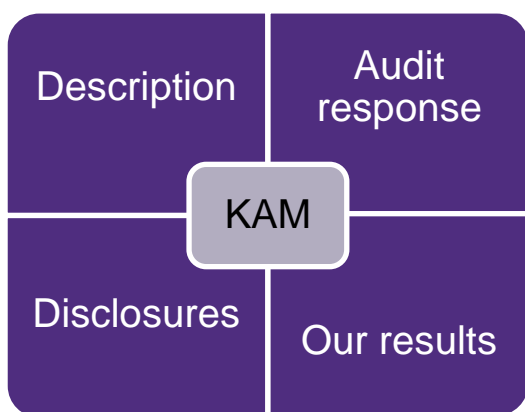 Description
Audit
response
KAM
Disclosures
Our results